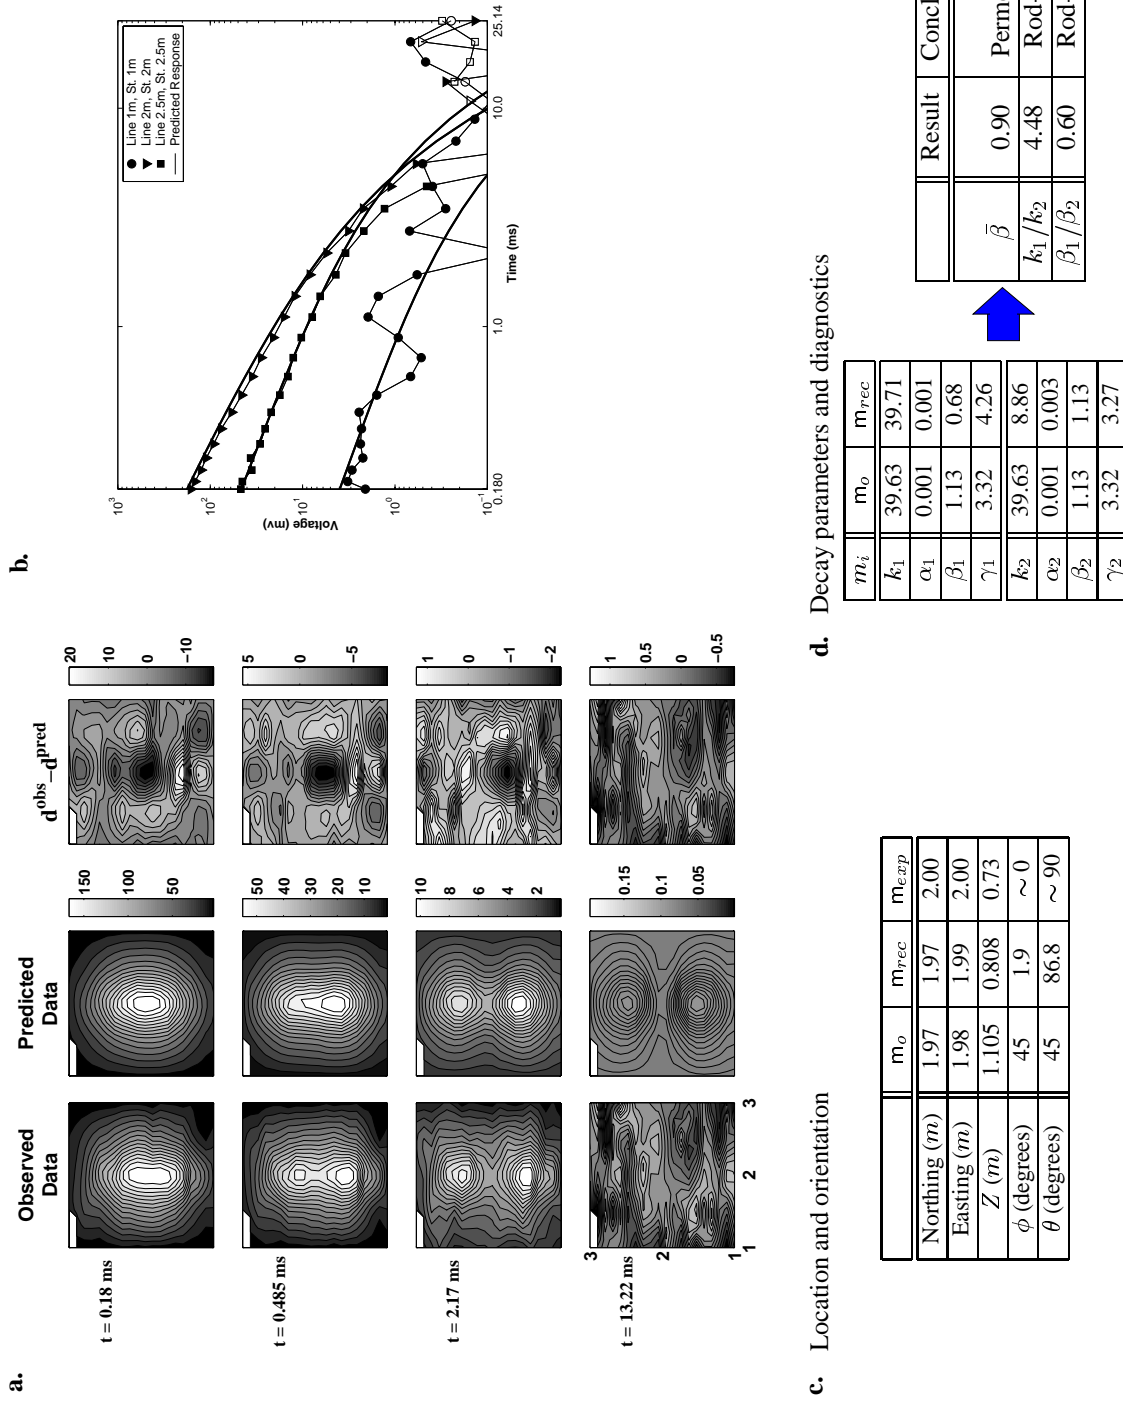 a.
Observed
Data
Predicted
Data
d^obs−d^pred
t = 0.18 ms
150
100
50
20
10
0
−10
t = 0.485 ms
50
40
30
20
10
5
0
−5
t = 2.17 ms
10
8
6
4
2
1
0
−1
−2
t = 13.22 ms
3
2
1
1
2
3
0.15
0.1
0.05
1
0.5
0
−0.5
b.
Line 1m, St. 1m
Line 2m, St. 2m
Line 2.5m, St. 2.5m
Predicted Response
Voltage (mv)
10^3
10^2
10^1
10^0
10^−1
0.180
1.0
10.0
25.14
Time (ms)
c. Location and orientation
m_o m_rec m_exp
Northing (m) 1.97 1.97 2.00
Easting (m) 1.98 1.99 2.00
Z (m) 1.105 0.808 0.73
ϕ (degrees) 45 1.9 ∼ 0
θ (degrees) 45 86.8 ∼ 90
d. Decay parameters and diagnostics
m_i m_o m_rec
k_1 39.63 39.71
α_1 0.001 0.001
β_1 1.13 0.68
γ_1 3.32 4.26
k_2 39.63 8.86
α_2 0.001 0.003
β_2 1.13 1.13
γ_2 3.32 3.27
Result Concl
β̄ 0.90 Perm
k_1/k_2 4.48 Rod-
β_1/β_2 0.60 Rod-